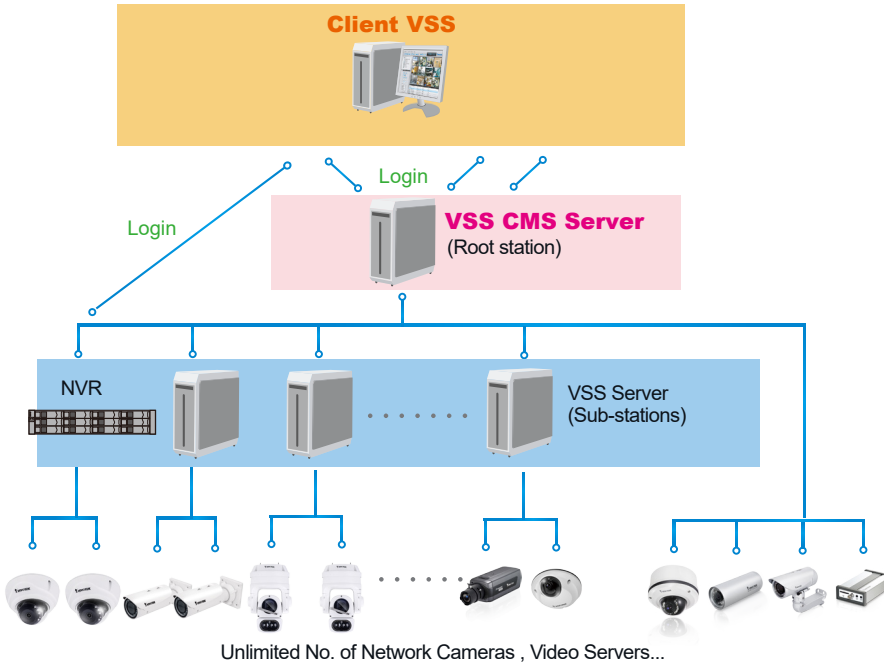 Client VSS
Login
Login
VSS CMS Server
(Root station)
NVR
VSS Server
(Sub-stations)
Unlimited No. of Network Cameras , Video Servers...